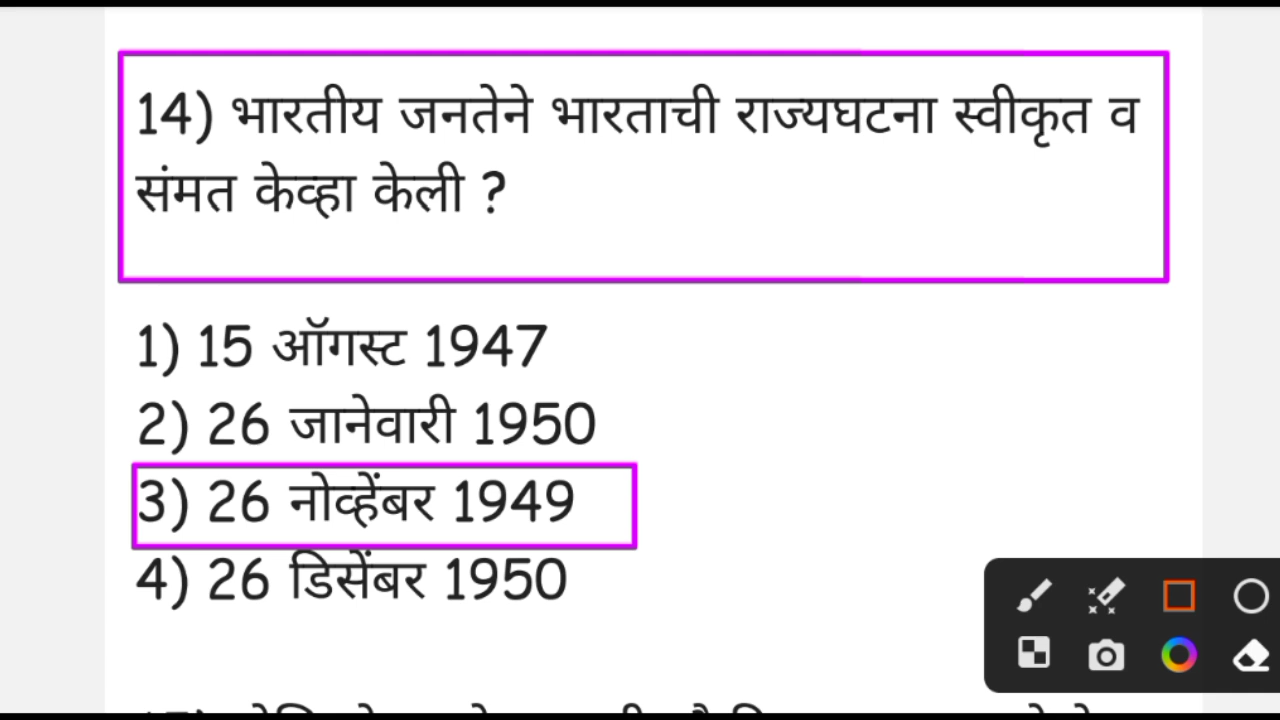 14) भारतीय जनतेने भारताची राज्यघटना स्वीकृत व
संमत केव्हा केली ?
1) 15 ऑगस्ट 1947
2) 26 जानेवारी 1950
3) 26 नोव्हेंबर 1949
4) 26 डिसेंबर 1950